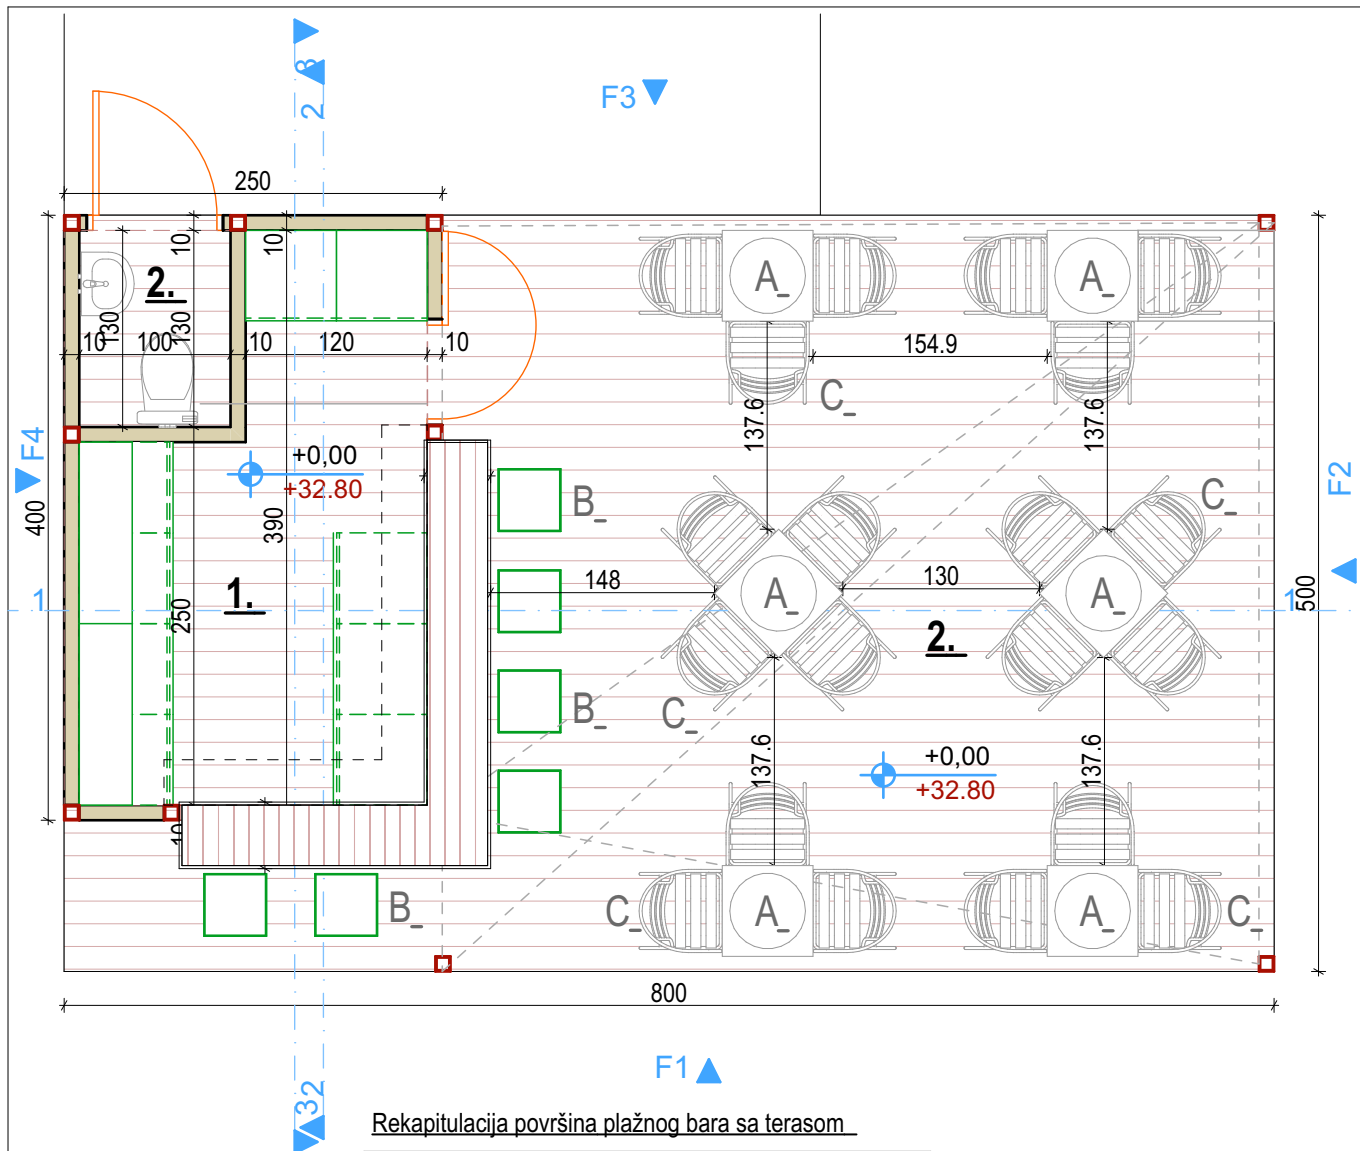 3
2
F3
250
10
10
2.
130
130
10
100
10
120
10
A_
A_
154.9
C_
137.6
137.6
F4
+0,00
+32.80
400
390
B_
C_
F2
1
1.
250
148
A_
130
A_
1
500
2.
B_
C_
137.6
137.6
+0,00
+32.80
10
B_
C_
A_
A_
C_
800
F1
3
2
Rekapitulacija površina plažnog bara sa terasom